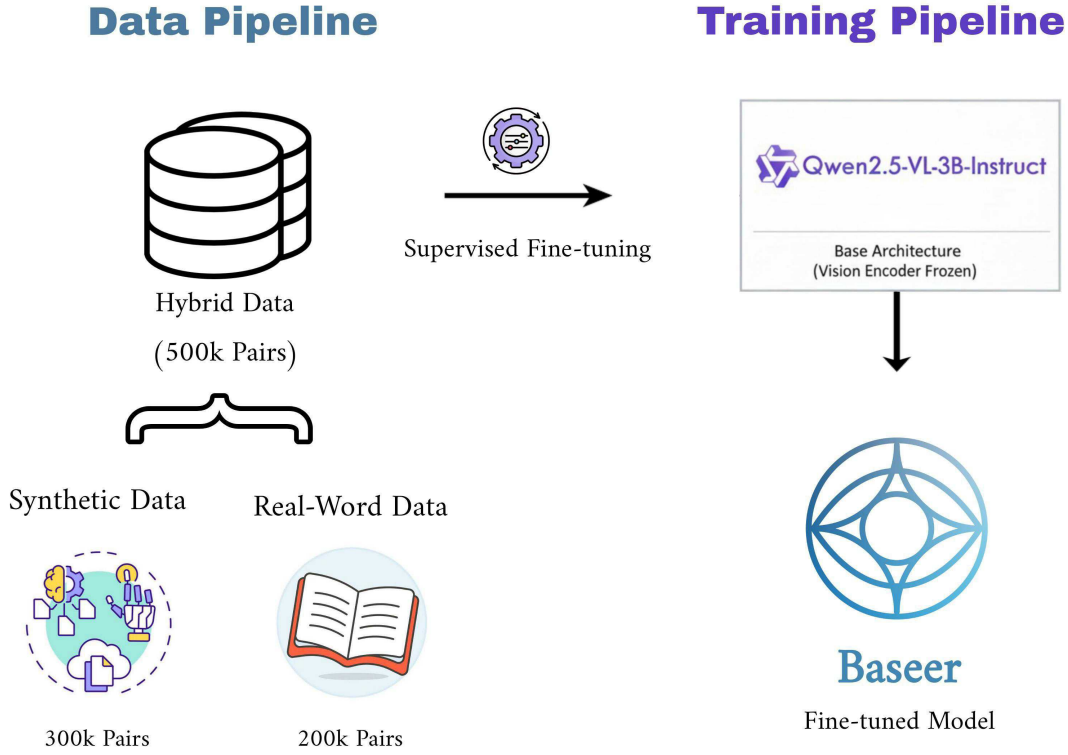 Data Pipeline
Training Pipeline
Qwen2.5-VL-3B-Instruct
Supervised Fine-tuning
Base Architecture
(Vision Encoder Frozen)
Hybrid Data
(500k Pairs)
Synthetic Data
Real-Word Data
300k Pairs
200k Pairs
Baseer
Fine-tuned Model